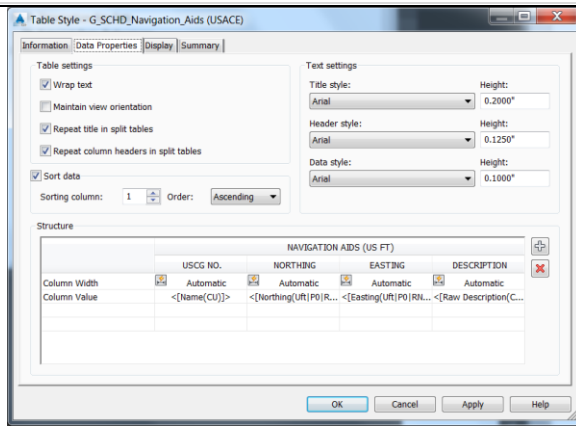 Table Style - G_SCHD_Navigation_Aids (USACE)
Information Data Properties Display Summary
Table settings
Wrap text
Maintain view orientation
Repeat title in split tables
Repeat column headers in split tables
Sort data
Sorting column: 1 Order: Ascending
Text settings
Title style: Height:
Arial 0.2000"
Header style: Height:
Arial 0.1250"
Data style: Height:
Arial 0.1000"
Structure
NAVIGATION AIDS (US FT)
USCG NO. NORTHING EASTING DESCRIPTION
Column Width Automatic Automatic Automatic Automatic
Column Value <[Name(CU)]> <[Northing(Uft|P0|R... <[Easting(Uft|P0|RN... <[Raw Description(C...
OK Cancel Apply Help